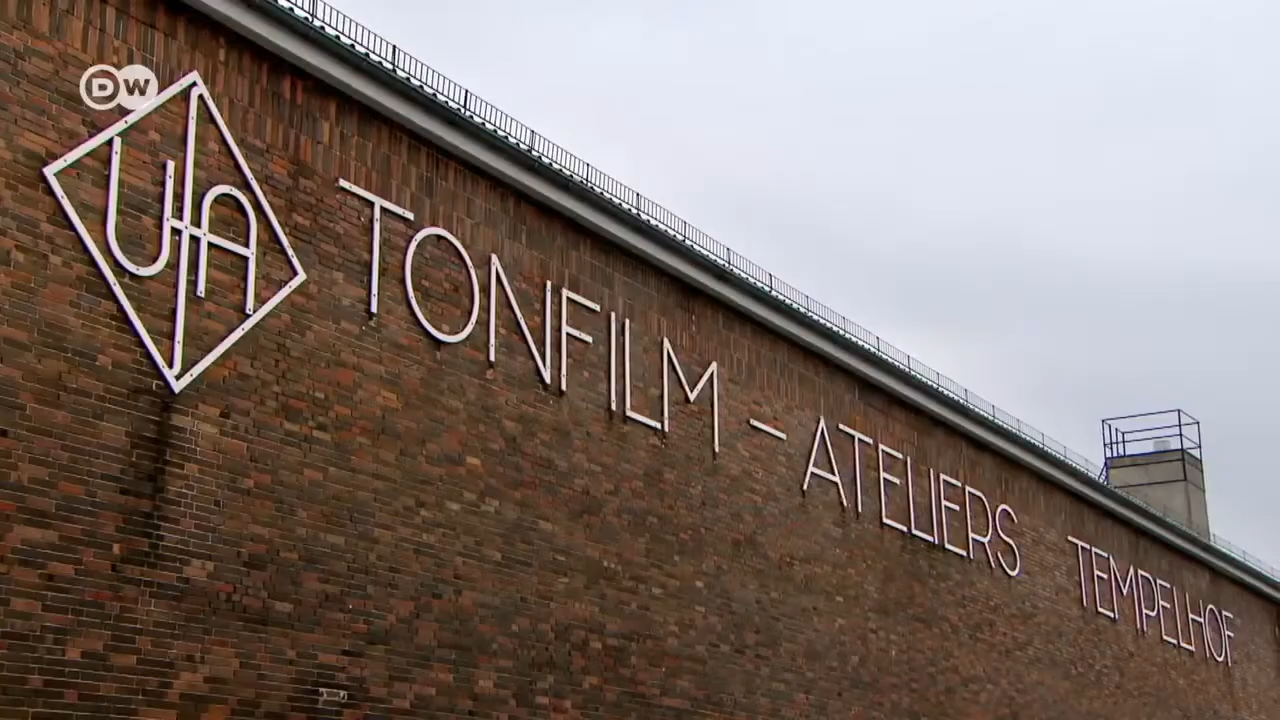 DW
UFA
TONFILM – ATELIERS TEMPELHOF